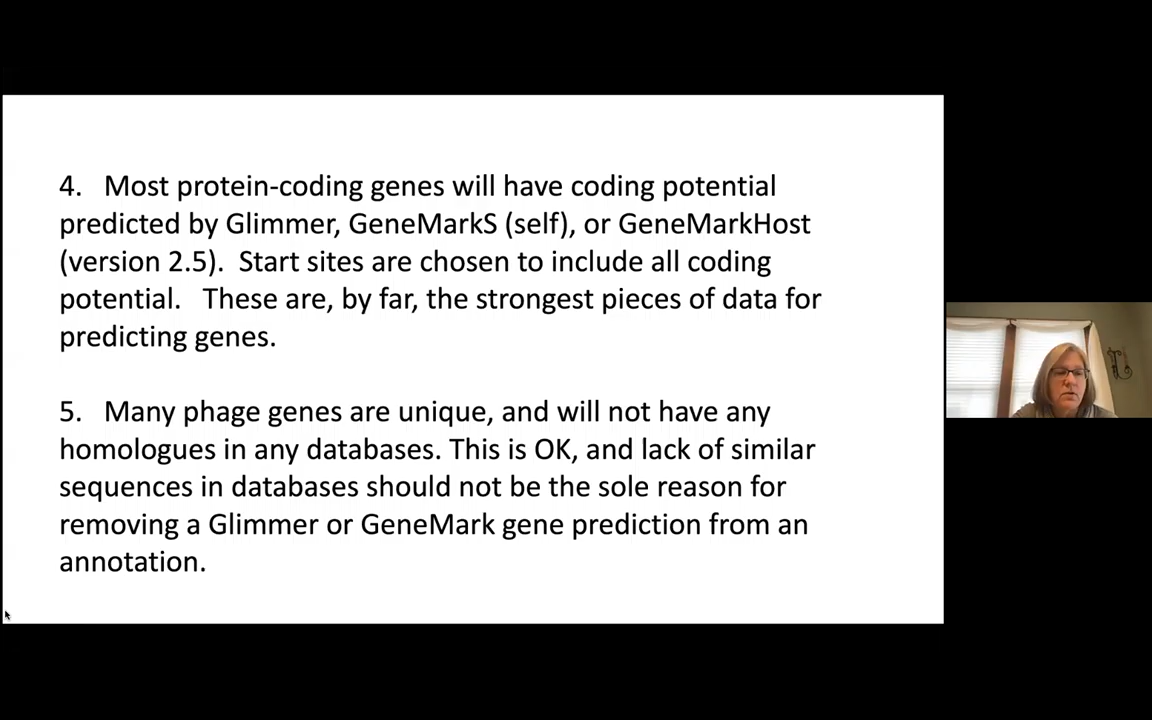 4. Most protein-coding genes will have coding potential
predicted by Glimmer, GeneMarkS (self), or GeneMarkHost
(version 2.5). Start sites are chosen to include all coding
potential. These are, by far, the strongest pieces of data for
predicting genes.
5. Many phage genes are unique, and will not have any
homologues in any databases. This is OK, and lack of similar
sequences in databases should not be the sole reason for
removing a Glimmer or GeneMark gene prediction from an
annotation.